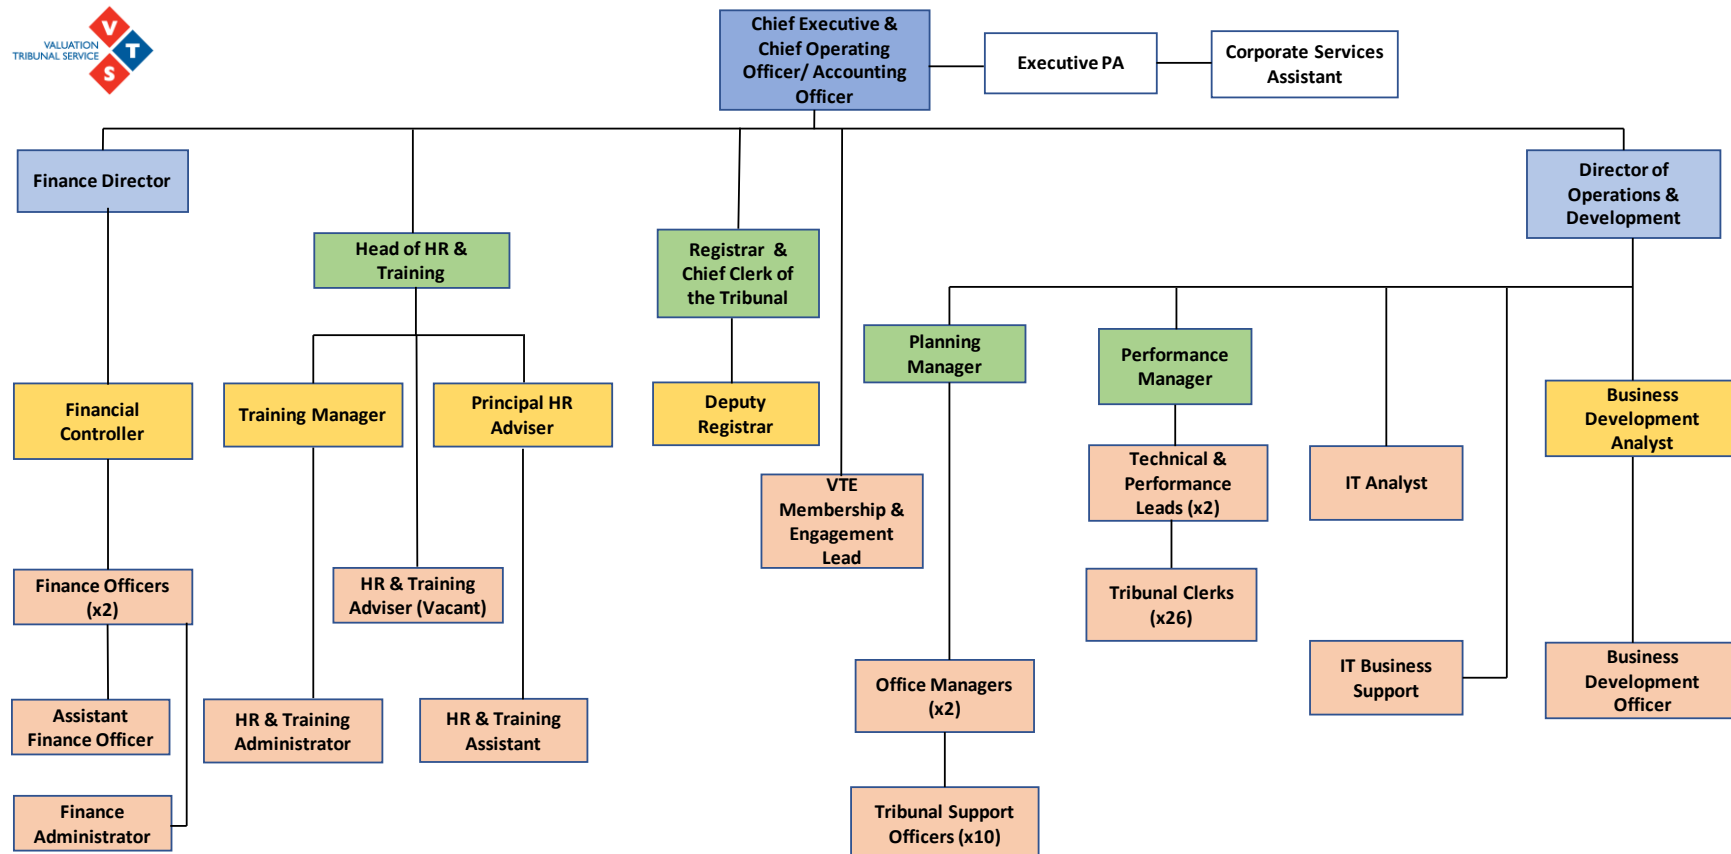 VALUATION
TRIBUNAL SERVICE
V
T
S
Chief Executive &
Chief Operating
Officer/ Accounting
Officer
Executive PA
Corporate Services
Assistant
Finance Director
Director of
Operations &
Development
Head of HR &
Training
Registrar &
Chief Clerk of
the Tribunal
Planning
Manager
Performance
Manager
Financial
Controller
Training Manager
Principal HR
Adviser
Deputy
Registrar
Business
Development
Analyst
VTE
Membership &
Engagement
Lead
Technical &
Performance
Leads (x2)
IT Analyst
Finance Officers
(x2)
HR & Training
Adviser (Vacant)
Tribunal Clerks
(x26)
Office Managers
(x2)
IT Business
Support
Business
Development
Officer
Assistant
Finance Officer
HR & Training
Administrator
HR & Training
Assistant
Finance
Administrator
Tribunal Support
Officers (x10)